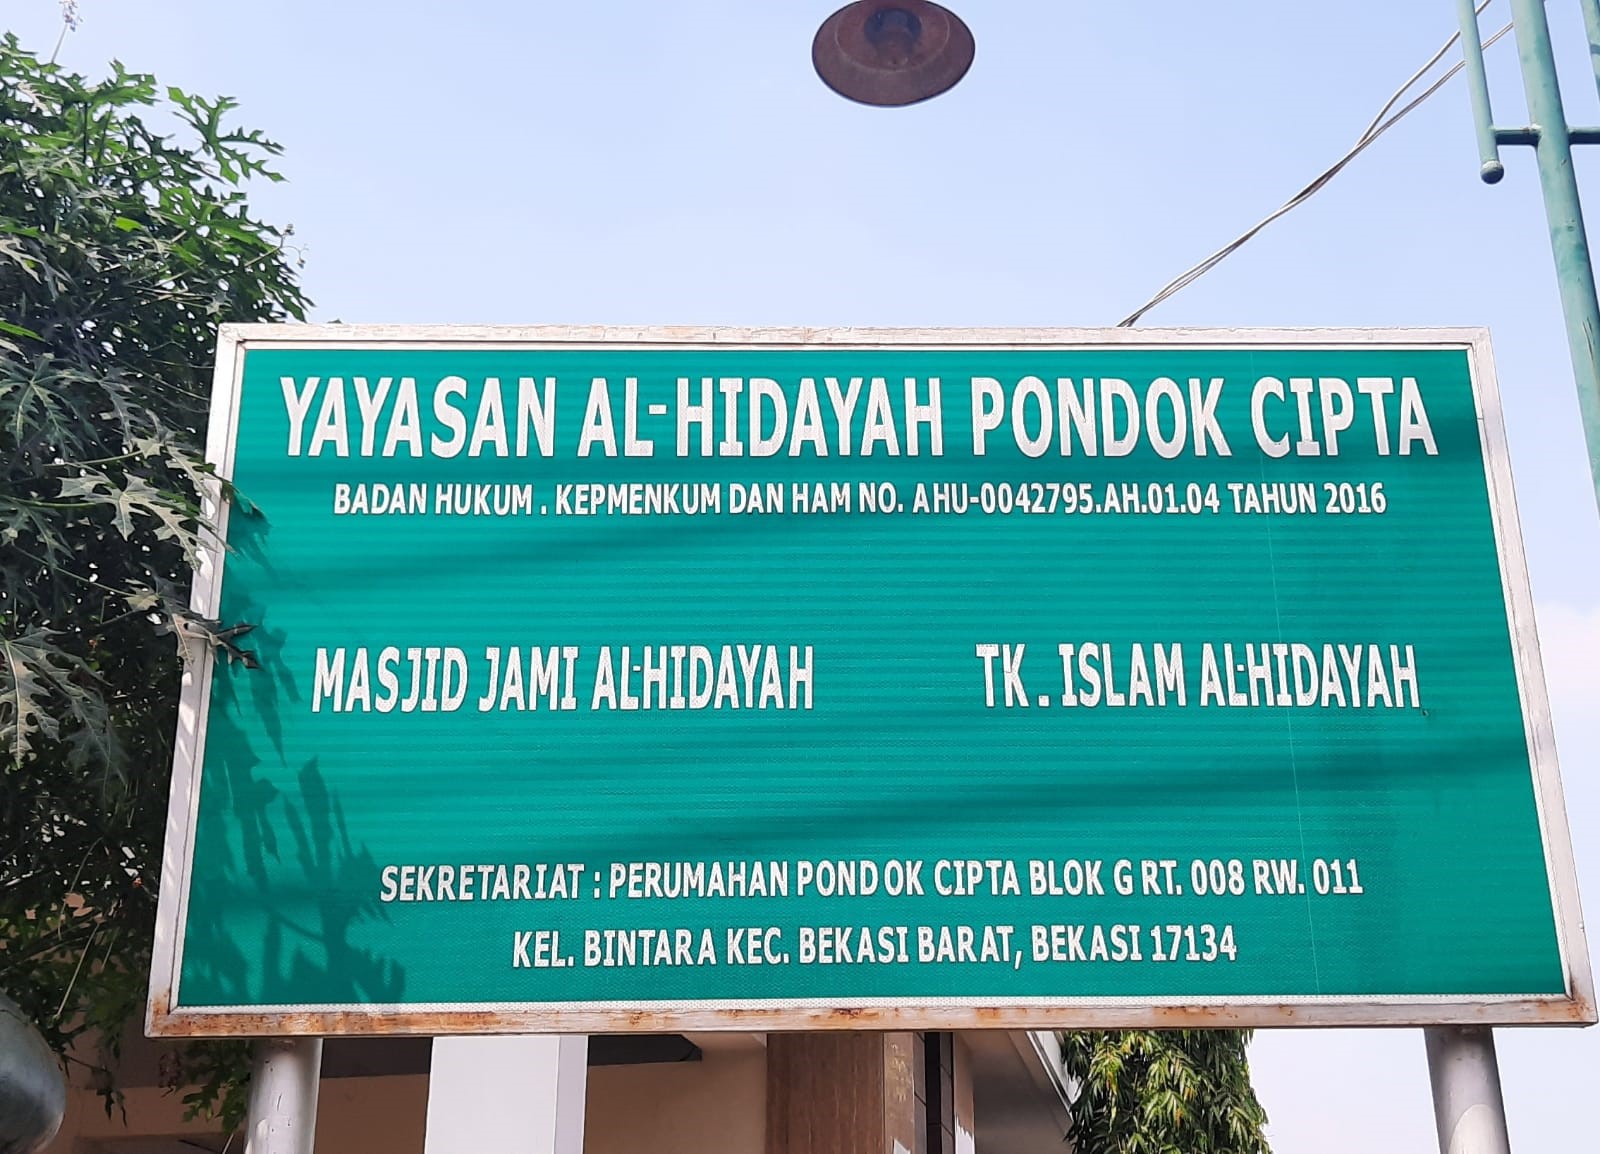 YAYASAN AL-HIDAYAH PONDOK CIPTA
BADAN HUKUM . KEPMENKUM DAN HAM NO. AHU-0042795.AH.01.04 TAHUN 2016
MASJID JAMI AL-HIDAYAH
TK . ISLAM AL-HIDAYAH
SEKRETARIAT : PERUMAHAN PONDOK CIPTA BLOK G RT. 008 RW. 011
KEL. BINTARA KEC. BEKASI BARAT, BEKASI 17134